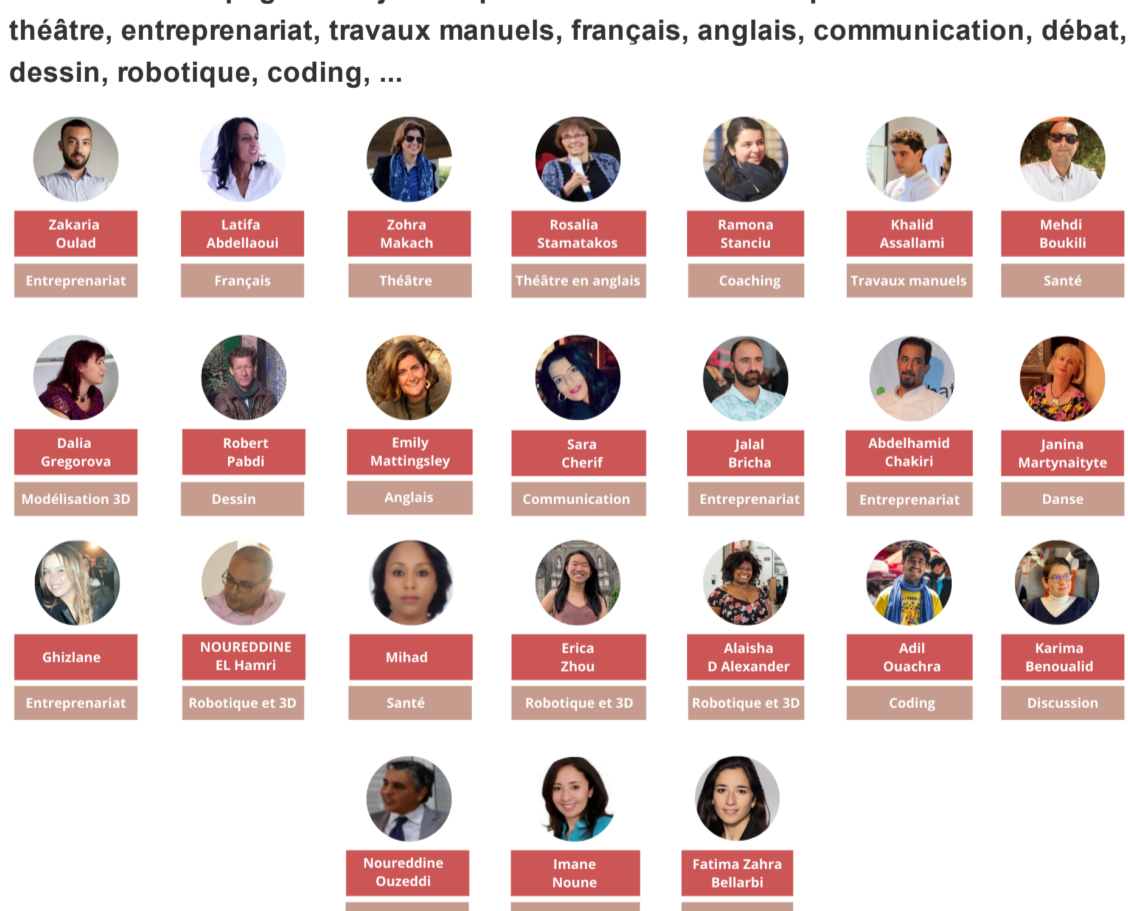 théâtre, entreprenariat, travaux manuels, français, anglais, communication, débat,
dessin, robotique, coding, ...
Zakaria
Oulad
Entreprenariat
Latifa
Abdellaoui
Français
Zohra
Makach
Théâtre
Rosalia
Stamatakos
Théâtre en anglais
Ramona
Stanciu
Coaching
Khalid
Assallami
Travaux manuels
Mehdi
Boukili
Santé
Dalia
Gregorova
Modélisation 3D
Robert
Pabdi
Dessin
Emily
Mattingsley
Anglais
Sara
Cherif
Communication
Jalal
Bricha
Entreprenariat
Abdelhamid
Chakiri
Entreprenariat
Janina
Martynaityte
Danse
Ghizlane
Entreprenariat
NOUREDDINE
EL Hamri
Robotique et 3D
Mihad
Santé
Erica
Zhou
Robotique et 3D
Alaisha
D Alexander
Robotique et 3D
Adil
Ouachra
Coding
Karima
Benoualid
Discussion
Noureddine
Ouzeddi
Imane
Noune
Fatima Zahra
Bellarbi